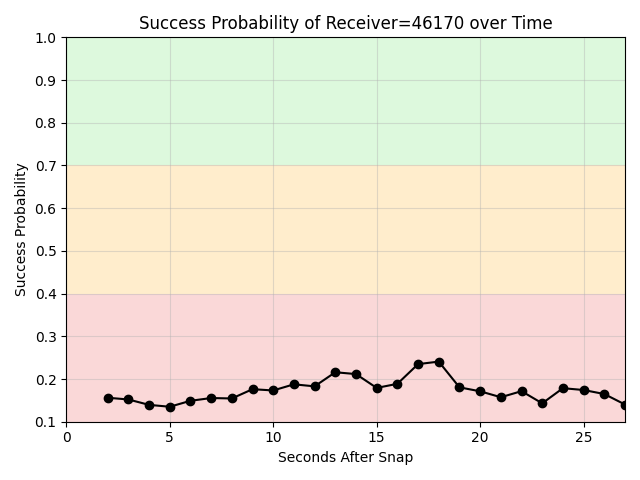 Success Probability of Receiver=46170 over Time
1.0
0.9
0.8
0.7
0.6
0.5
0.4
0.3
0.2
0.1
Success Probability
0 5 10 15 20 25
Seconds After Snap